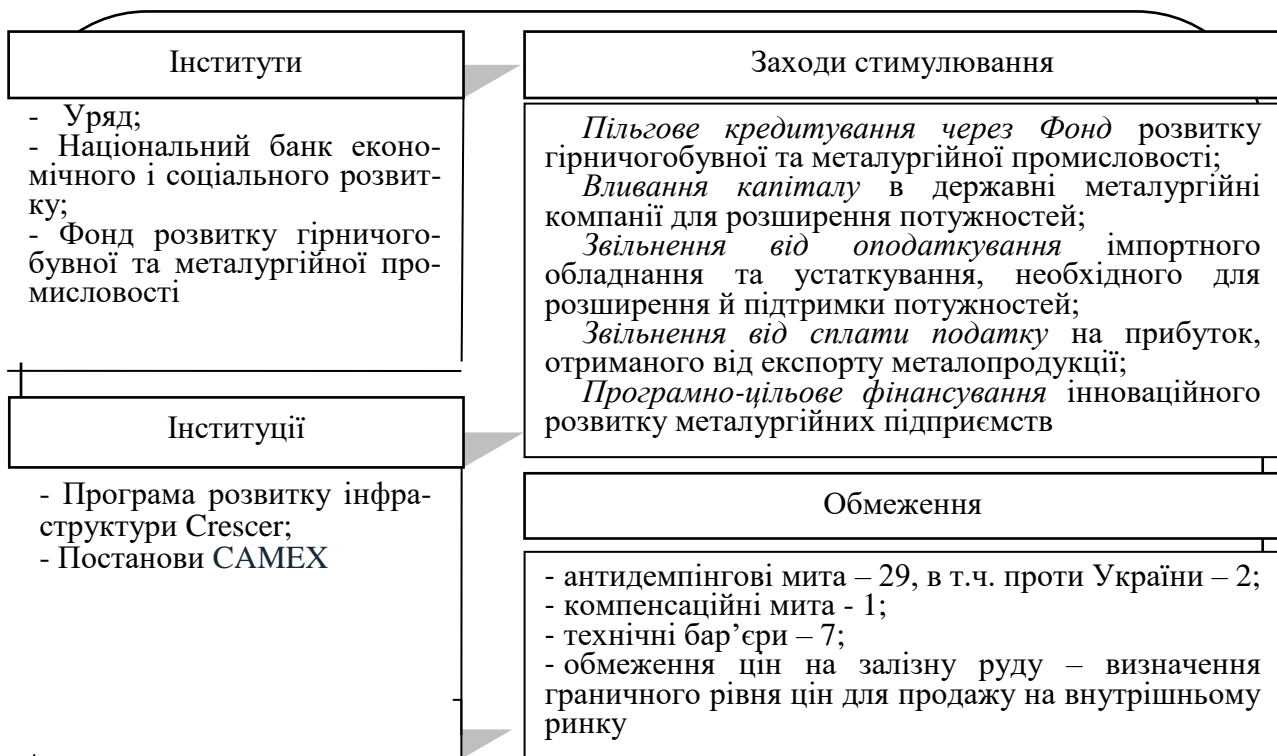 Інститути
- Уряд;
- Національний банк еконо-
мічного і соціального розвит-
ку;
- Фонд розвитку гірничого-
бувної та металургійної про-
мисловості
Інституції
- Програма розвитку інфра-
структури Crescer;
- Постанови CAMEX
Заходи стимулювання
Пільгове кредитування через Фонд розвитку
гірничогобувної та металургійної промисловості;
Вливання капіталу в державні металургійні
компанії для розширення потужностей;
Звільнення від оподаткування імпортного
обладнання та устаткування, необхідного для
розширення й підтримки потужностей;
Звільнення від сплати податку на прибуток,
отриманого від експорту металопродукції;
Програмно-цільове фінансування інноваційного
розвитку металургійних підприємств
Обмеження
- антидемпінгові мита – 29, в т.ч. проти України – 2;
- компенсаційні мита - 1;
- технічні бар’єри – 7;
- обмеження цін на залізну руду – визначення
граничного рівня цін для продажу на внутрішньому
ринку